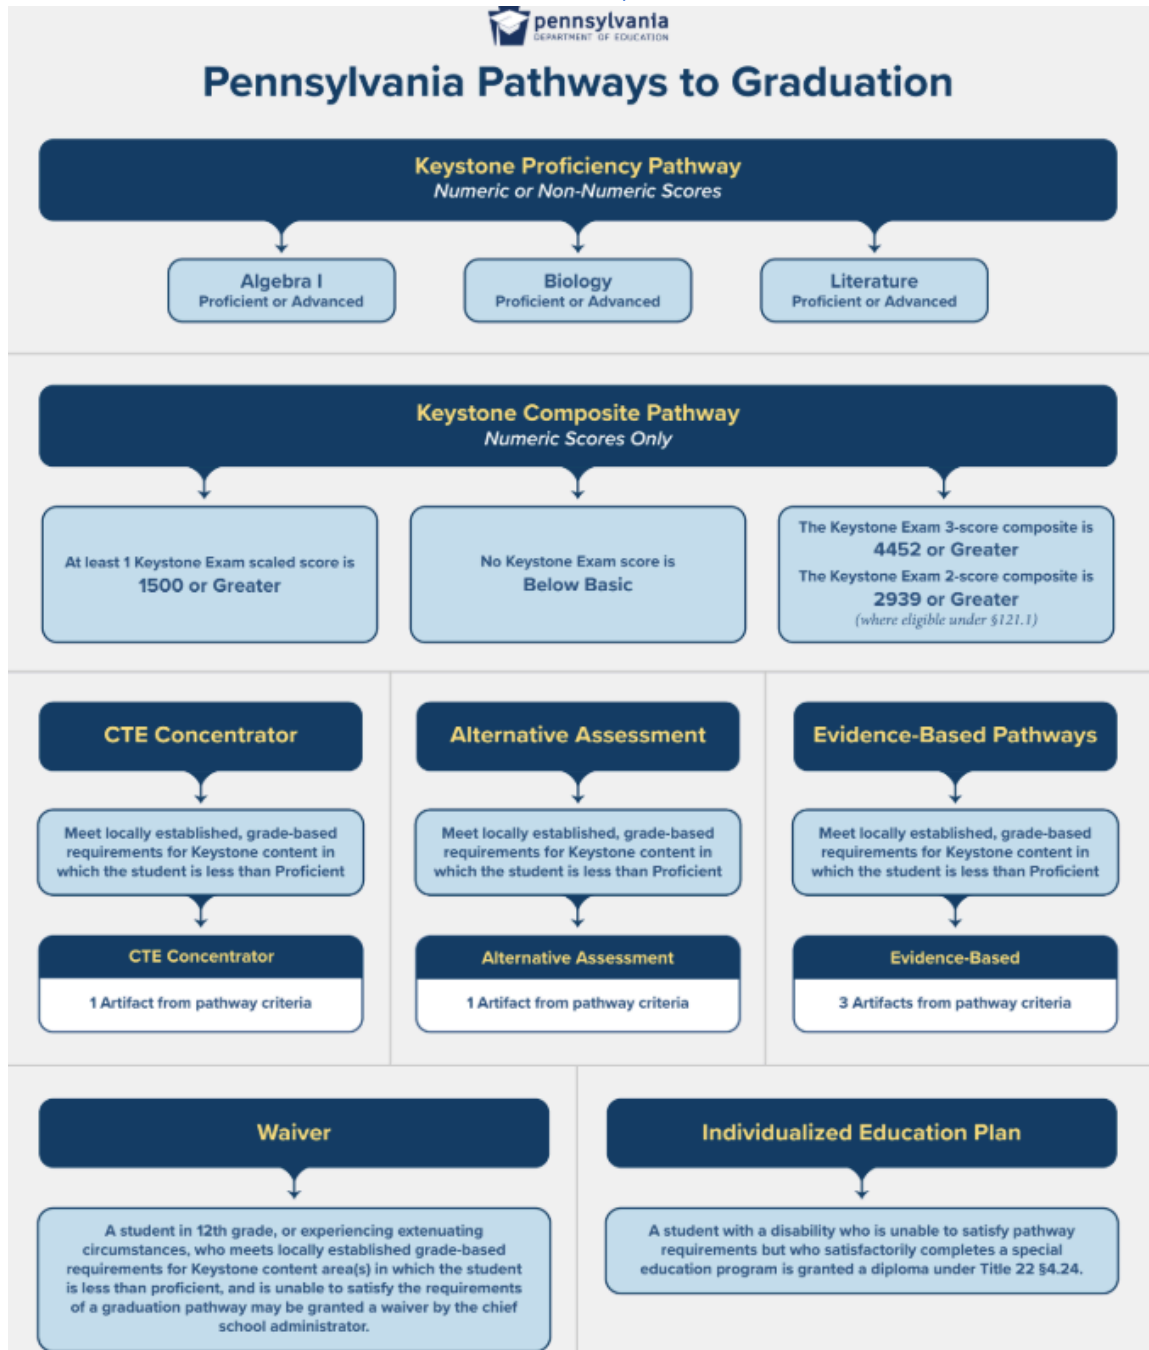 pennsylvania
DEPARTMENT OF EDUCATION
Pennsylvania Pathways to Graduation
Keystone Proficiency Pathway
Numeric or Non-Numeric Scores
Algebra I
Proficient or Advanced
Biology
Proficient or Advanced
Literature
Proficient or Advanced
Keystone Composite Pathway
Numeric Scores Only
At least 1 Keystone Exam scaled score is
1500 or Greater
No Keystone Exam score is
Below Basic
The Keystone Exam 3-score composite is
4452 or Greater
The Keystone Exam 2-score composite is
2939 or Greater
(where eligible under §121.1)
CTE Concentrator
Meet locally established, grade-based
requirements for Keystone content in
which the student is less than Proficient
CTE Concentrator
1 Artifact from pathway criteria
Alternative Assessment
Meet locally established, grade-based
requirements for Keystone content in
which the student is less than Proficient
Alternative Assessment
1 Artifact from pathway criteria
Evidence-Based Pathways
Meet locally established, grade-based
requirements for Keystone content in
which the student is less than Proficient
Evidence-Based
3 Artifacts from pathway criteria
Waiver
A student in 12th grade, or experiencing extenuating
circumstances, who meets locally established grade-based
requirements for Keystone content area(s) in which the student
is less than proficient, and is unable to satisfy the requirements
of a graduation pathway may be granted a waiver by the chief
school administrator.
Individualized Education Plan
A student with a disability who is unable to satisfy pathway
requirements but who satisfactorily completes a special
education program is granted a diploma under Title 22 §4.24.